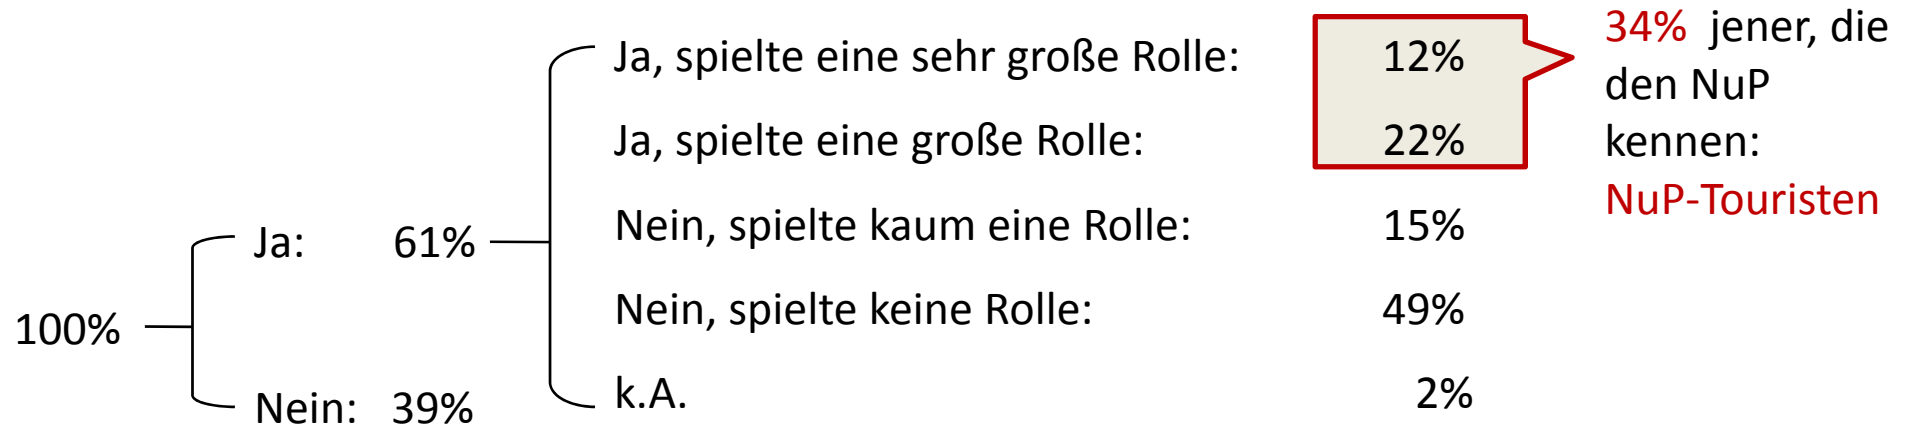 100%
Ja: 61%
Nein: 39%
Ja, spielte eine sehr große Rolle: 12%
Ja, spielte eine große Rolle: 22%
Nein, spielte kaum eine Rolle: 15%
Nein, spielte keine Rolle: 49%
k.A. 2%
34% jener, die
den NuP
kennen:
NuP-Touristen